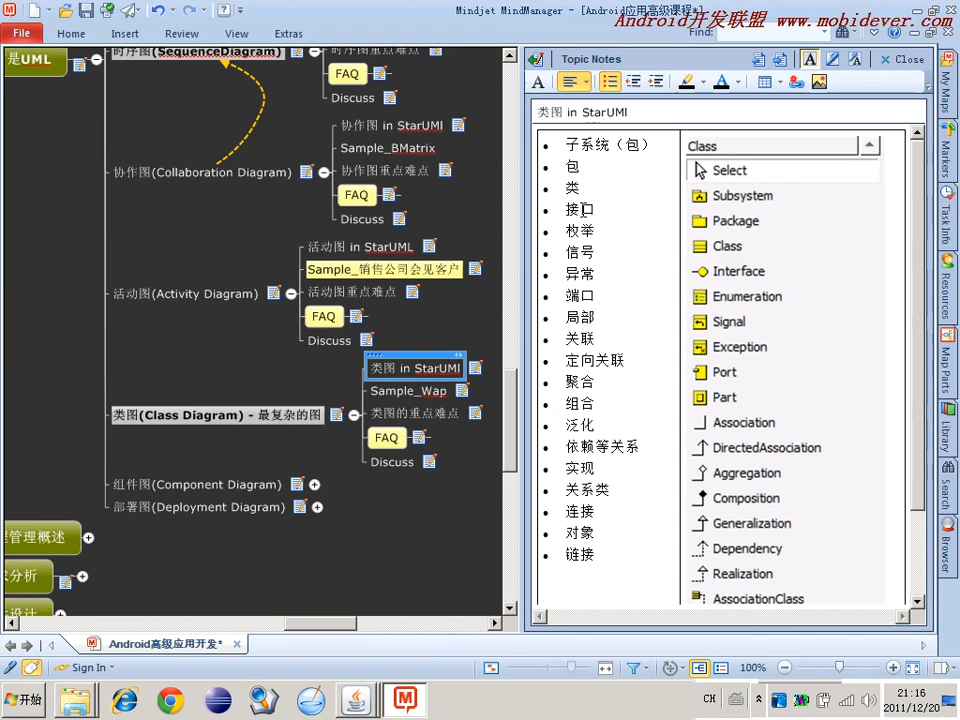 Mindjet MindManager - [Android应用高级课程*
Android开发联盟 www.mobidever.com
File
Home
Insert
Review
View
Extras
Find:
是UML
时序图(SequenceDiagram)
时序图重点难点
FAQ
Discuss
协作图(Collaboration Diagram)
协作图 in StarUMl
Sample_BMatrix
协作图重点难点
FAQ
Discuss
活动图(Activity Diagram)
活动图 in StarUML
Sample_销售公司会见客户
活动图重点难点
FAQ
Discuss
类图(Class Diagram) - 最复杂的图
类图 in StarUMl
Sample_Wap
类图的重点难点
FAQ
Discuss
组件图(Component Diagram)
部署图(Deployment Diagram)
程管理概述
求分析
设计
Topic Notes
Close
类图 in StarUMl
子系统（包）
包
类
接口
枚举
信号
异常
端口
局部
关联
定向关联
聚合
组合
泛化
依赖等关系
实现
关系类
连接
对象
链接
Class
Select
Subsystem
Package
Class
Interface
Enumeration
Signal
Exception
Port
Part
Association
DirectedAssociation
Aggregation
Composition
Generalization
Dependency
Realization
AssociationClass
My Maps
Markers
Task Info
Resources
Map Parts
Library
Search
Browser
Android高级应用开发*
Sign In
100%
开始
CH
21:16
2011/12/20